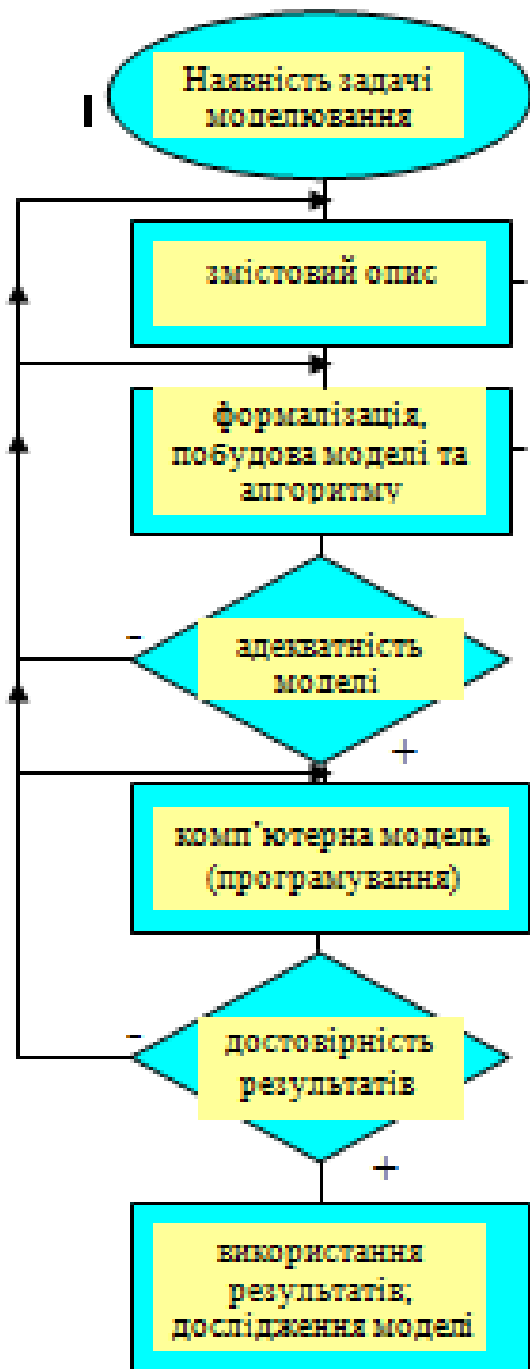 Наявність задачі
моделювання
змістовий опис
формалізація,
побудова моделі та
алгоритму
-
адекватність
моделі
+
комп'ютерна модель
(програмування)
-
достовірність
результатів
+
використання
результатів;
дослідження моделі